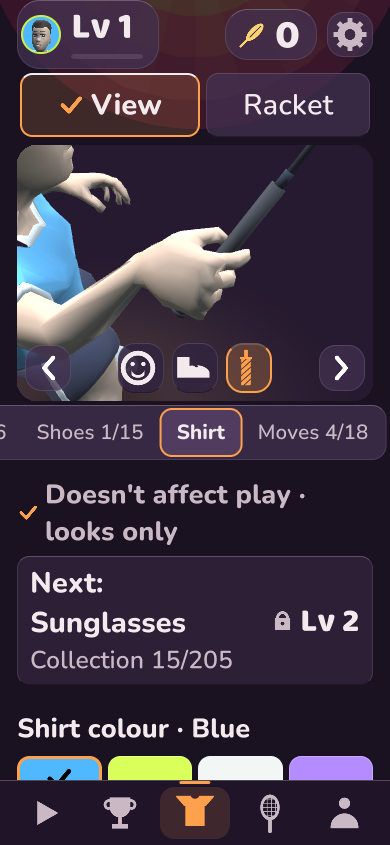 Lv 1
0
View
Racket
6
Shoes 1/15
Shirt
Moves 4/18
Doesn't affect play ·
looks only
Next:
Sunglasses
Lv 2
Collection 15/205
Shirt colour · Blue